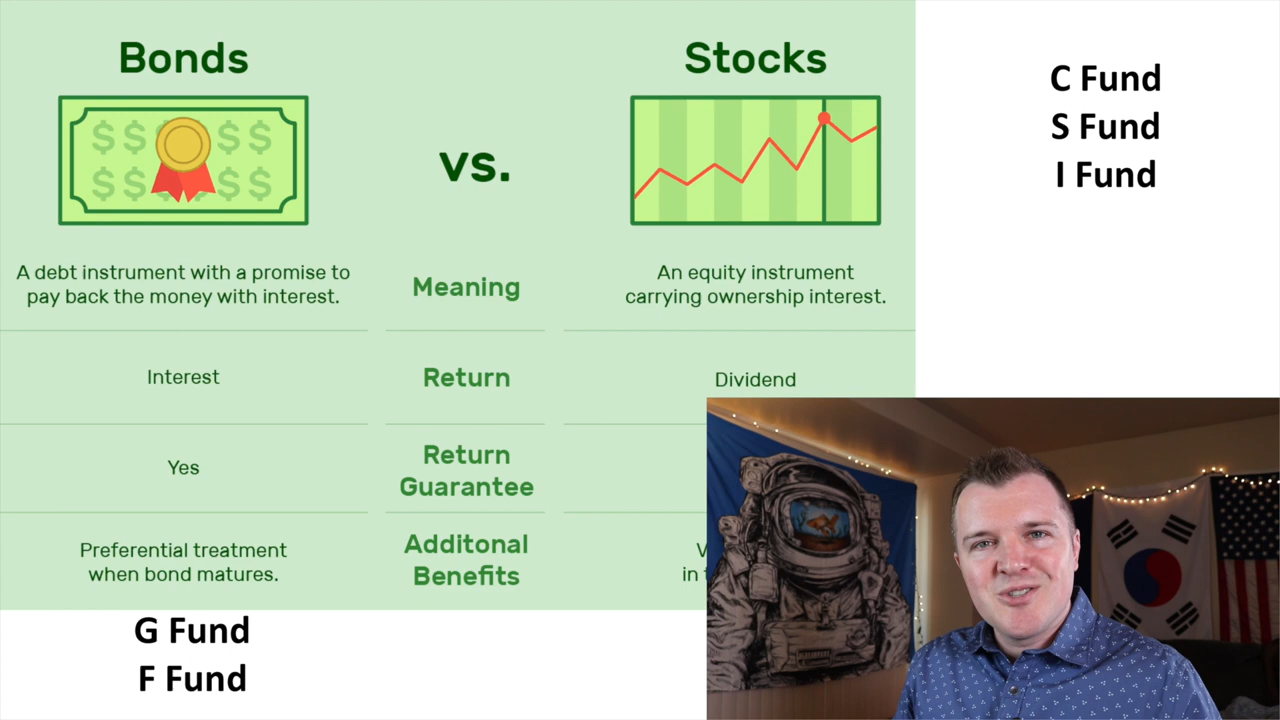 Bonds
vs.
Stocks
C Fund
S Fund
I Fund
A debt instrument with a promise to
pay back the money with interest.
Meaning
An equity instrument
carrying ownership interest.
Interest
Return
Dividend
Yes
Return
Guarantee
Preferential treatment
when bond matures.
Additonal
Benefits
in
G Fund
F Fund